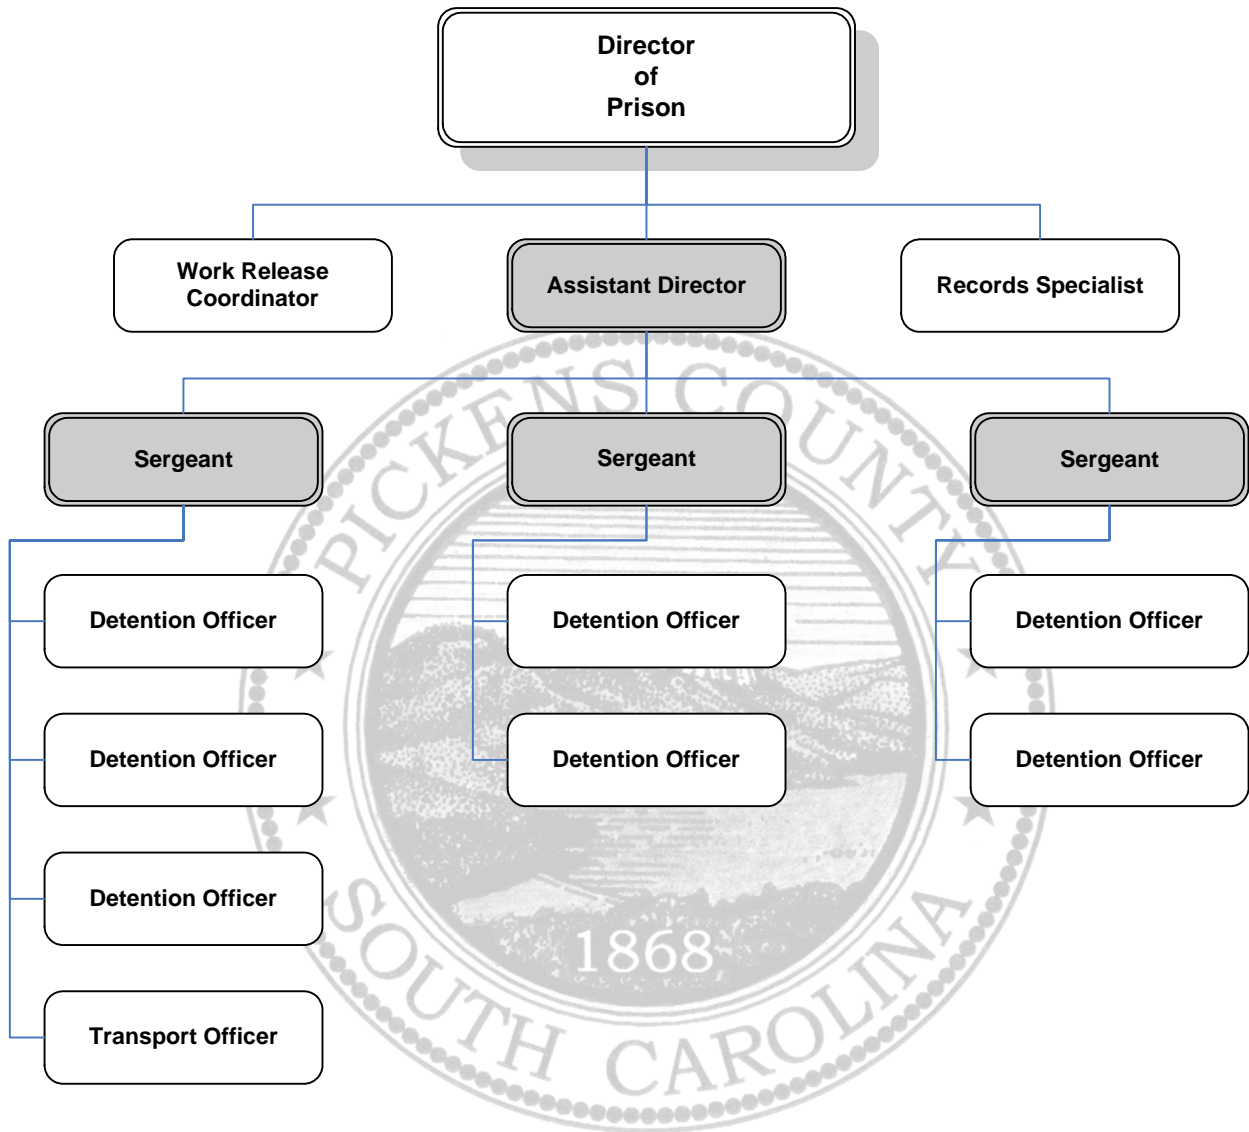 Director
of
Prison
Work Release
Coordinator
Assistant Director
Records Specialist
Sergeant
Sergeant
Sergeant
Detention Officer
Detention Officer
Detention Officer
Detention Officer
Detention Officer
Detention Officer
Detention Officer
Transport Officer
PICKENS COUNTY
1868
SOUTH CAROLINA